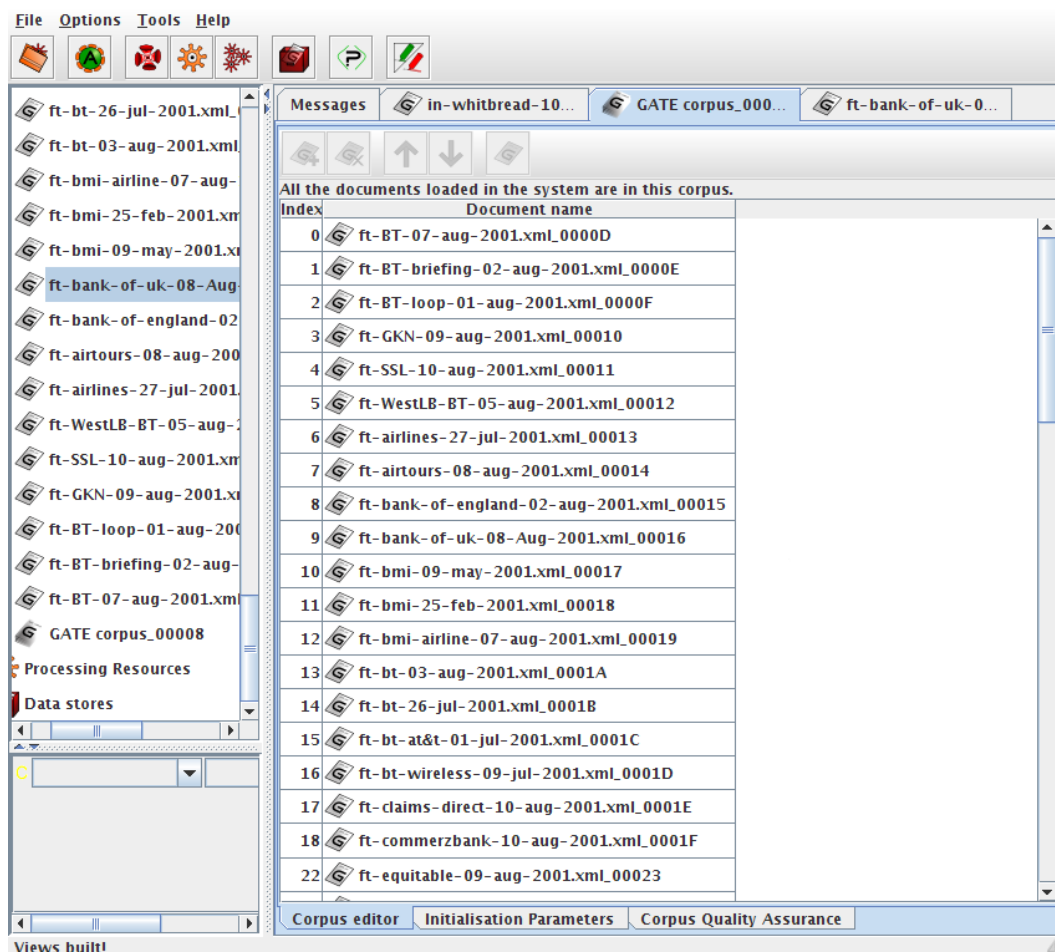 File Options Tools Help
ft-bt-26-jul-2001.xml_
ft-bt-03-aug-2001.xml
ft-bmi-airline-07-aug-
ft-bmi-25-feb-2001.xm
ft-bmi-09-may-2001.x
ft-bank-of-uk-08-Aug
ft-bank-of-england-02
ft-airtours-08-aug-200
ft-airlines-27-jul-2001.
ft-WestLB-BT-05-aug-
ft-SSL-10-aug-2001.xm
ft-GKN-09-aug-2001.x
ft-BT-loop-01-aug-200
ft-BT-briefing-02-aug-
ft-BT-07-aug-2001.xml
GATE corpus_00008
Processing Resources
Data stores
C
Messages in-whitbread-10... GATE corpus_000... ft-bank-of-uk-0...
All the documents loaded in the system are in this corpus.
Index Document name
0 ft-BT-07-aug-2001.xml_0000D
1 ft-BT-briefing-02-aug-2001.xml_0000E
2 ft-BT-loop-01-aug-2001.xml_0000F
3 ft-GKN-09-aug-2001.xml_00010
4 ft-SSL-10-aug-2001.xml_00011
5 ft-WestLB-BT-05-aug-2001.xml_00012
6 ft-airlines-27-jul-2001.xml_00013
7 ft-airtours-08-aug-2001.xml_00014
8 ft-bank-of-england-02-aug-2001.xml_00015
9 ft-bank-of-uk-08-Aug-2001.xml_00016
10 ft-bmi-09-may-2001.xml_00017
11 ft-bmi-25-feb-2001.xml_00018
12 ft-bmi-airline-07-aug-2001.xml_00019
13 ft-bt-03-aug-2001.xml_0001A
14 ft-bt-26-jul-2001.xml_0001B
15 ft-bt-at&t-01-jul-2001.xml_0001C
16 ft-bt-wireless-09-jul-2001.xml_0001D
17 ft-claims-direct-10-aug-2001.xml_0001E
18 ft-commerzbank-10-aug-2001.xml_0001F
22 ft-equitable-09-aug-2001.xml_00023
Corpus editor Initialisation Parameters Corpus Quality Assurance
Views built!